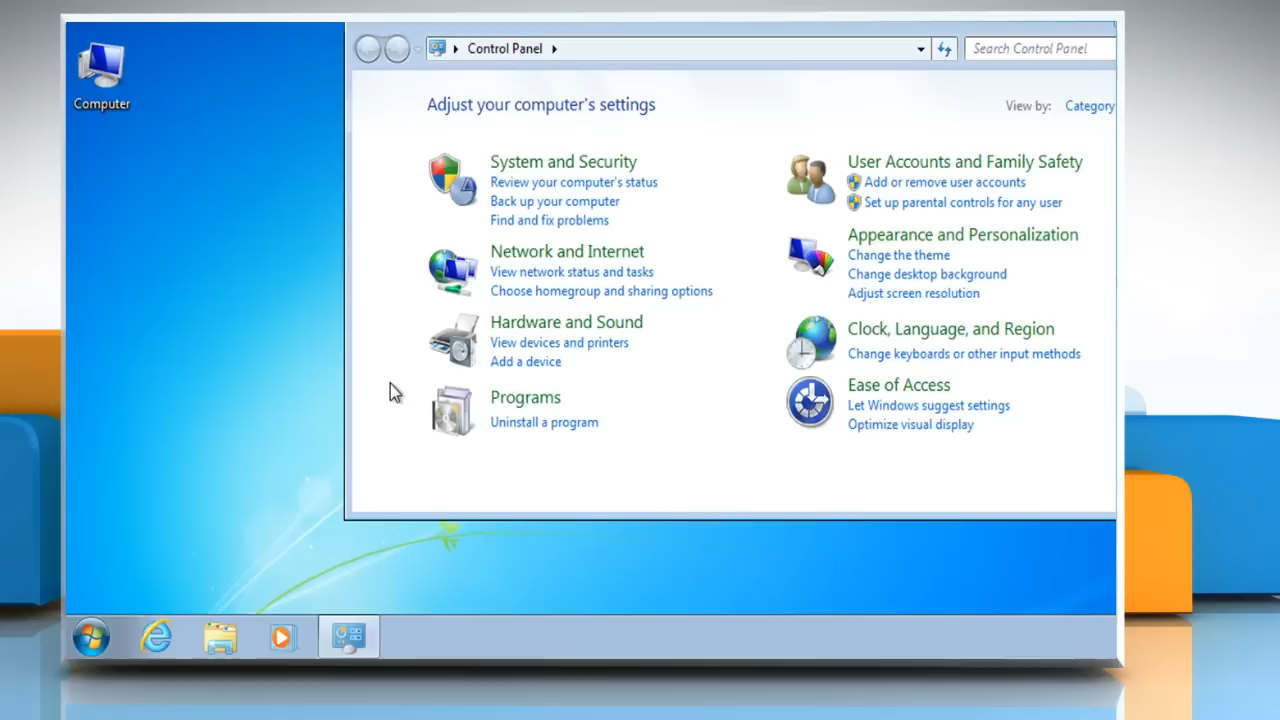 Computer
Control Panel
Search Control Panel
Adjust your computer's settings
View by: Category
System and Security
Review your computer's status
Back up your computer
Find and fix problems
Network and Internet
View network status and tasks
Choose homegroup and sharing options
Hardware and Sound
View devices and printers
Add a device
Programs
Uninstall a program
User Accounts and Family Safety
Add or remove user accounts
Set up parental controls for any user
Appearance and Personalization
Change the theme
Change desktop background
Adjust screen resolution
Clock, Language, and Region
Change keyboards or other input methods
Ease of Access
Let Windows suggest settings
Optimize visual display